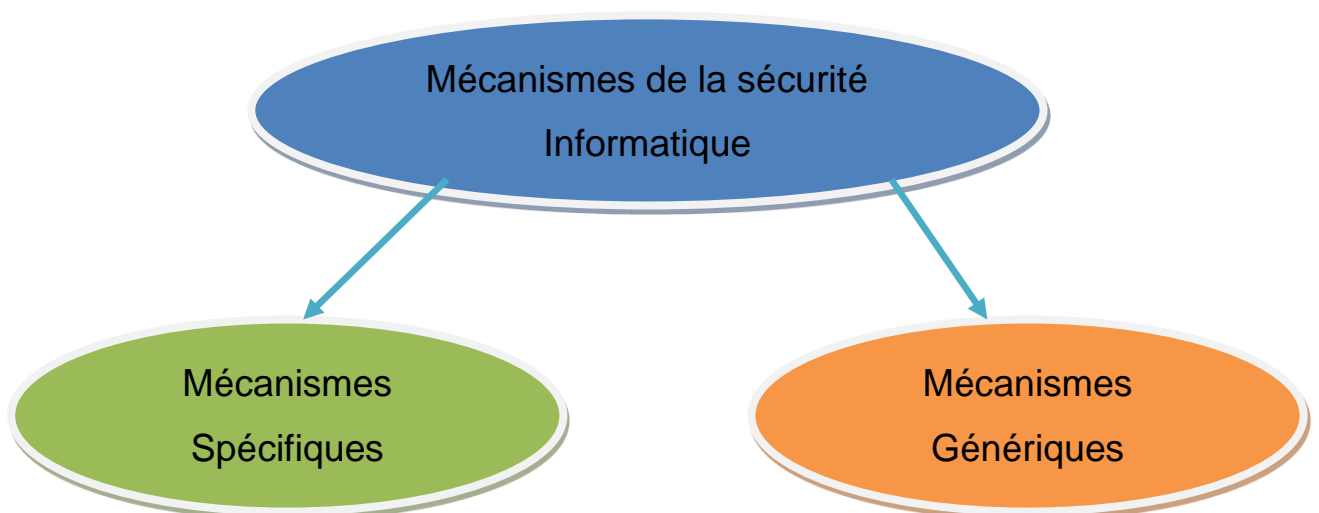 Mécanismes de la sécurité
Informatique
Mécanismes
Spécifiques
Mécanismes
Génériques